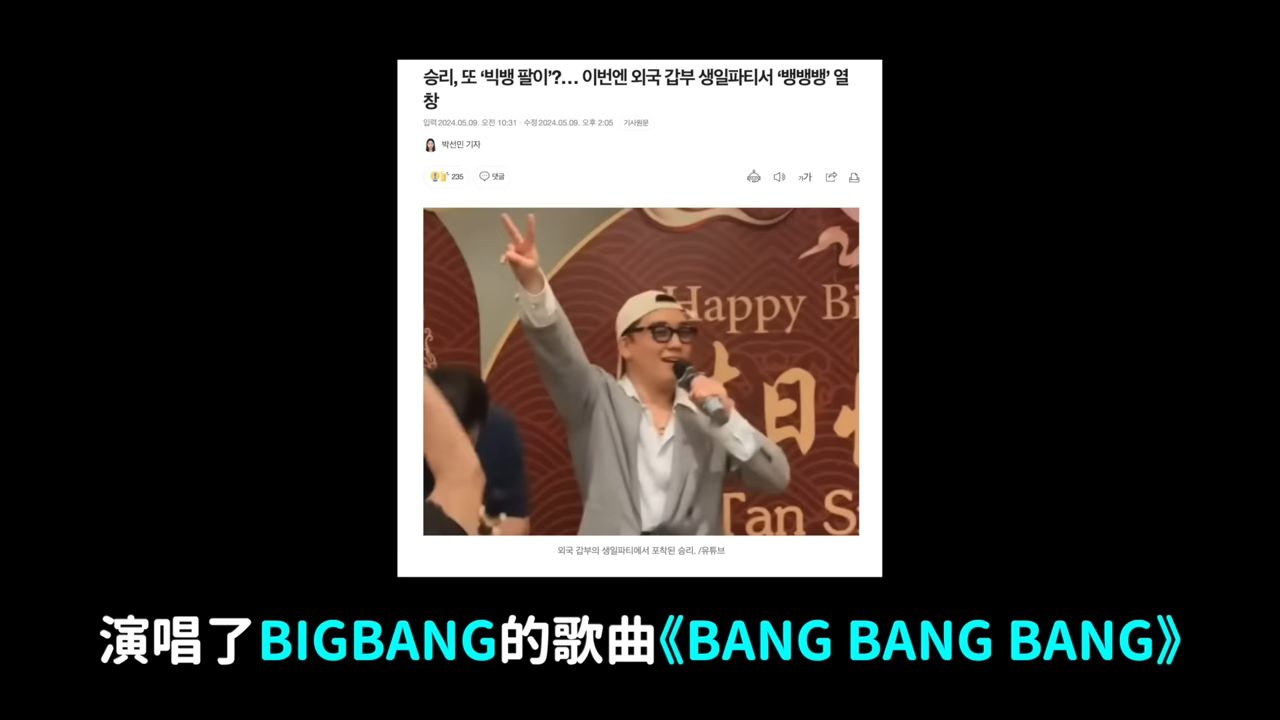 승리, 또 ‘빅뱅 팔이’?… 이번엔 외국 갑부 생일파티서 ‘뱅뱅뱅’ 열
창
입력 2024.05.09. 오전 10:31 · 수정 2024.05.09. 오후 2:05 기사원문
박선민 기자
235 댓글
가가
Happy Bi
日
Tan S
외국 갑부의 생일파티에서 포착된 승리. /유튜브
演唱了BIGBANG的歌曲《BANG BANG BANG》